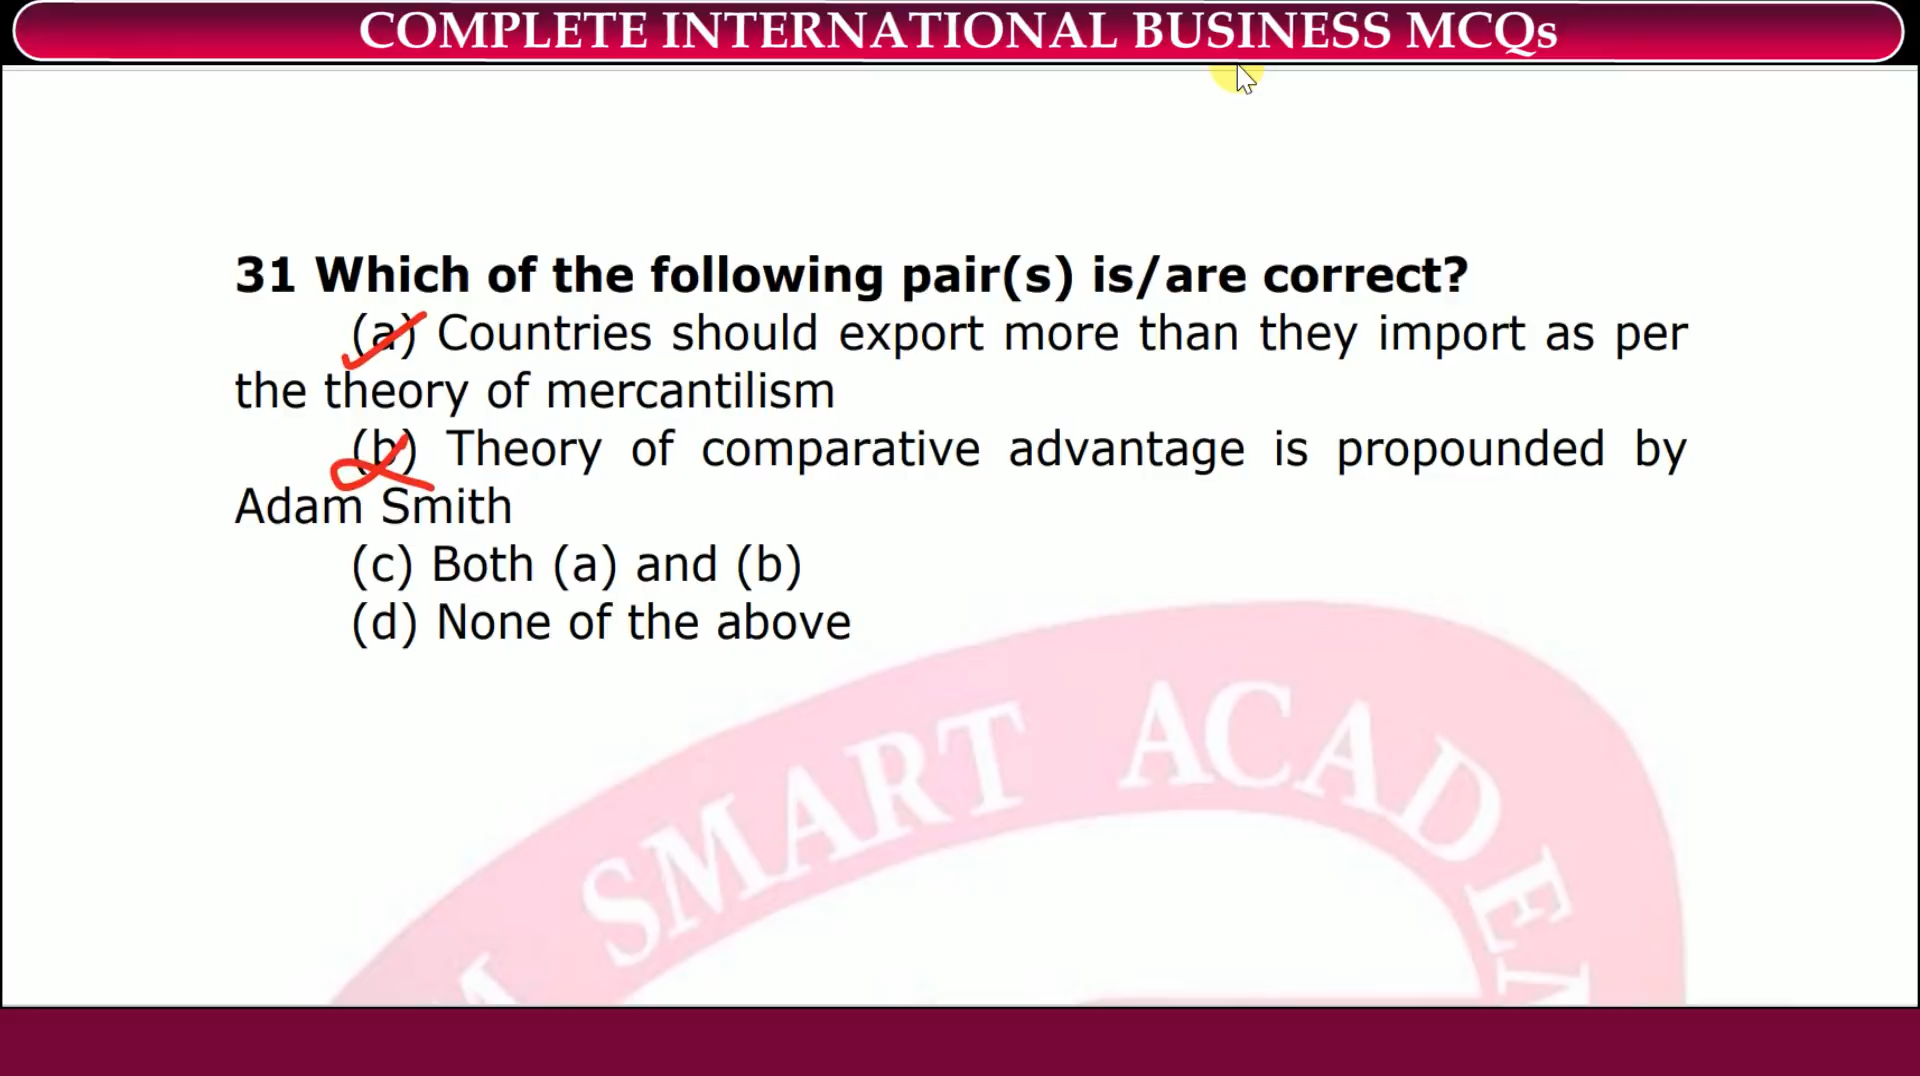 COMPLETE INTERNATIONAL BUSINESS MCQs
31 Which of the following pair(s) is/are correct?
(a) Countries should export more than they import as per
the theory of mercantilism
(b) Theory of comparative advantage is propounded by
Adam Smith
(c) Both (a) and (b)
(d) None of the above
SMART ACADEM